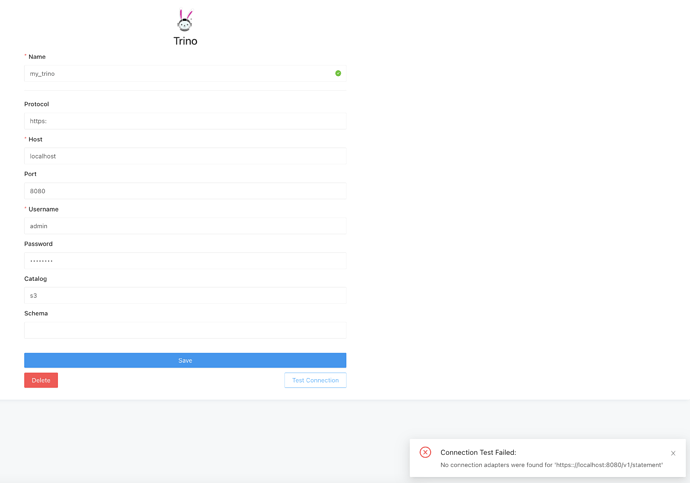 Trino
* Name
my_trino
Protocol
https:
* Host
localhost
Port
8080
* Username
admin
Password
••••••••
Catalog
s3
Schema
Save
Delete
Test Connection
Connection Test Failed:
No connection adapters were found for 'https:://localhost:8080/v1/statement'